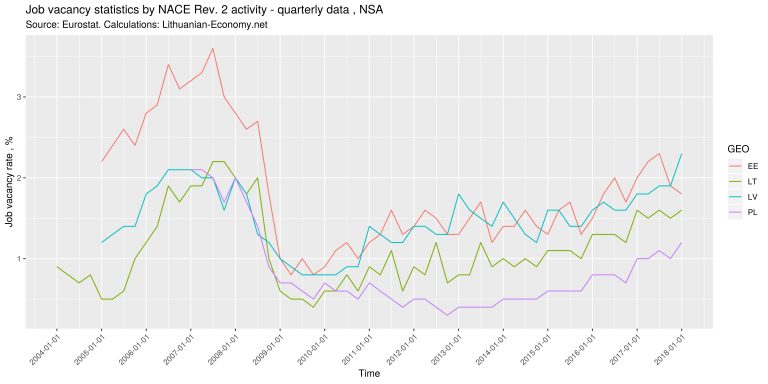 Job vacancy statistics by NACE Rev. 2 activity - quarterly data , NSA
Source: Eurostat. Calculations: Lithuanian-Economy.net
Job vacancy rate , %
3
2
1
2004-01-01
2005-01-01
2006-01-01
2007-01-01
2008-01-01
2009-01-01
2010-01-01
2011-01-01
2012-01-01
2013-01-01
2014-01-01
2015-01-01
2016-01-01
2017-01-01
2018-01-01
Time
GEO
EE
LT
LV
PL